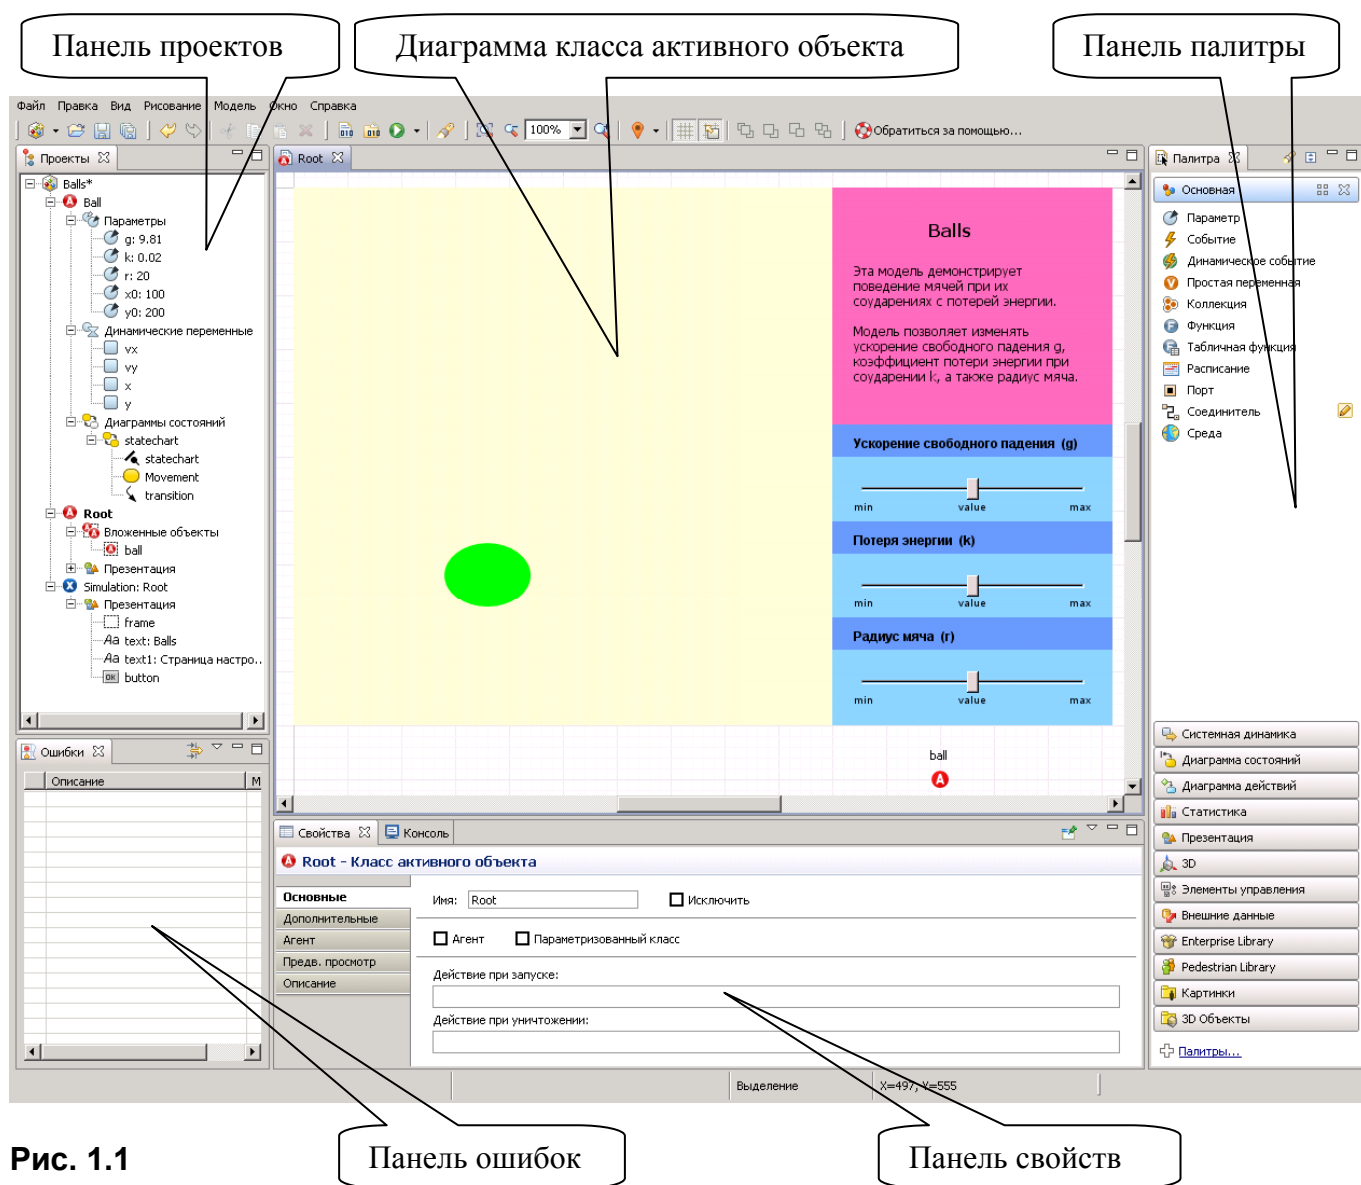 Панель проектов
Диаграмма класса активного объекта
Панель палитры
Файл Правка Вид Рисование Модель Окно Справка
100%
Обратиться за помощью...
Проекты
Balls*
Ball
Параметры
g: 9.81
k: 0.02
r: 20
x0: 100
y0: 200
Динамические переменные
vx
vy
x
y
Диаграммы состояний
statechart
statechart
Movement
transition
Root
Вложенные объекты
ball
Презентация
Simulation: Root
Презентация
frame
Aa text: Balls
Aa text1: Страница настро..
OK button
Ошибки
Описание
М
Root
Balls
Эта модель демонстрирует
поведение мячей при их
соударениях с потерей энергии.
Модель позволяет изменять
ускорение свободного падения g,
коэффициент потери энергии при
соударении k, а также радиус мяча.
Ускорение свободного падения (g)
min value max
Потеря энергии (k)
min value max
Радиус мяча (r)
min value max
ball
A
Свойства
Консоль
Root - Класс активного объекта
Основные
Дополнительные
Агент
Предв. просмотр
Описание
Имя: Root
Исключить
Агент
Параметризованный класс
Действие при запуске:
Действие при уничтожении:
Палитра
Основная
Параметр
Событие
Динамическое событие
Простая переменная
Коллекция
Функция
Табличная функция
Расписание
Порт
Соединитель
Среда
Системная динамика
Диаграмма состояний
Диаграмма действий
Статистика
Презентация
3D
Элементы управления
Внешние данные
Enterprise Library
Pedestrian Library
Картинки
3D Объекты
Палитры...
Выделение
X=497, Y=555
Рис. 1.1
Панель ошибок
Панель свойств